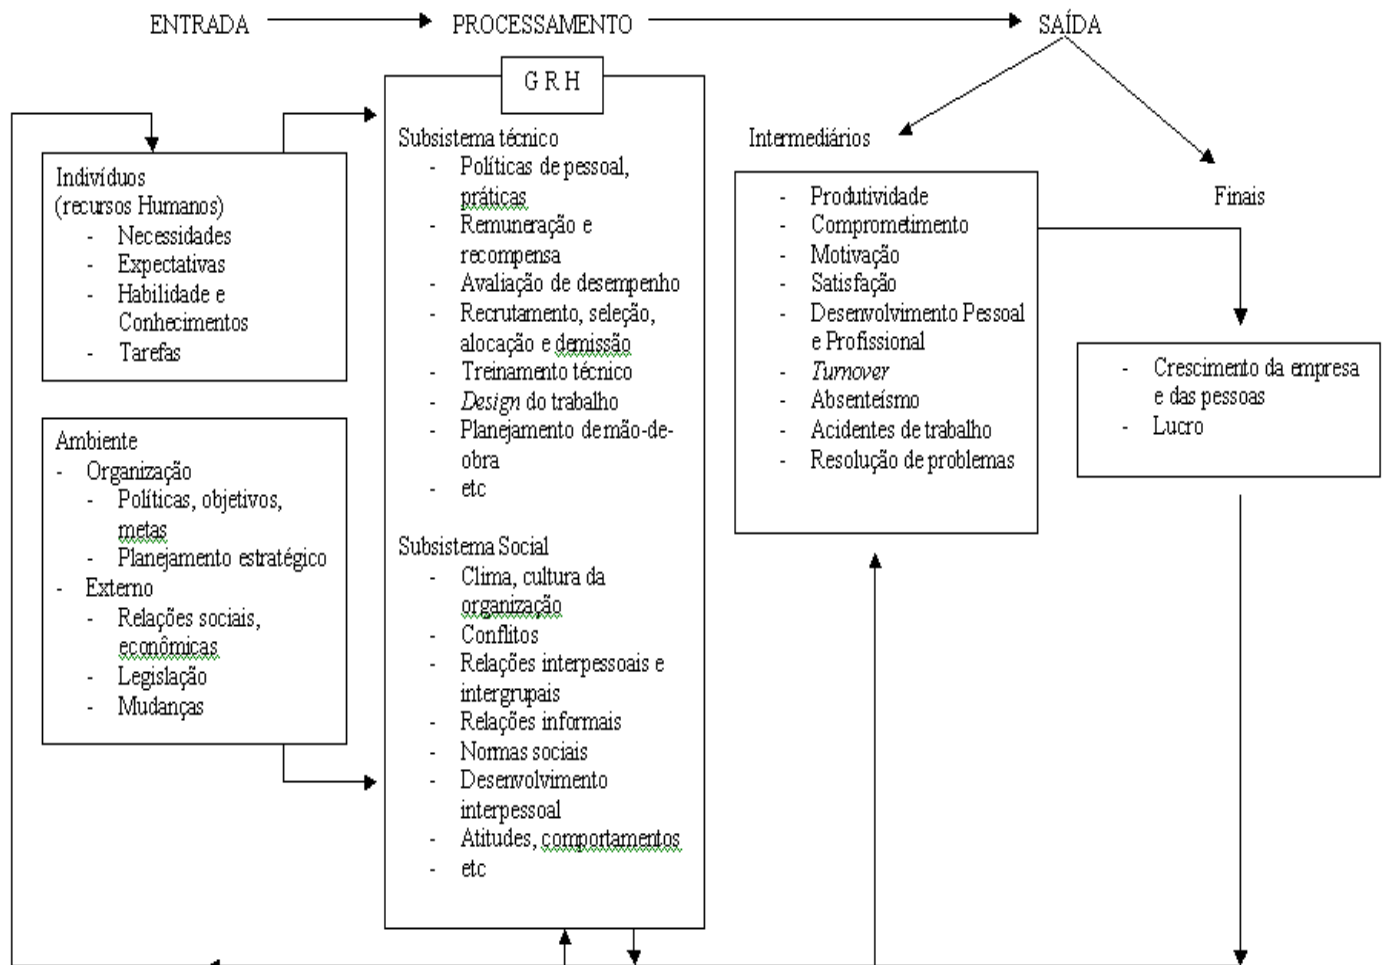 ENTRADA
PROCESSAMENTO
SAÍDA
Indivíduos
(recursos Humanos)
- Necessidades
- Expectativas
- Habilidade e
Conhecimentos
- Tarefas
Ambiente
- Organização
- Políticas, objetivos,
metas
- Planejamento estratégico
- Externo
- Relações sociais,
econômicas
- Legislação
- Mudanças
G R H
Subsistema técnico
- Políticas de pessoal,
práticas
- Remuneração e
recompensa
- Avaliação de desempenho
- Recrutamento, seleção,
alocação e demissão
- Treinamento técnico
- Design do trabalho
- Planejamento de mão-de-
obra
- etc
Subsistema Social
- Clima, cultura da
organização
- Conflitos
- Relações interpessoais e
intergrupais
- Relações informais
- Normas sociais
- Desenvolvimento
interpessoal
- Atitudes, comportamentos
- etc
Intermediários
- Produtividade
- Comprometimento
- Motivação
- Satisfação
- Desenvolvimento Pessoal
e Profissional
- Turnover
- Absenteísmo
- Acidentes de trabalho
- Resolução de problemas
Finais
- Crescimento da empresa
e das pessoas
- Lucro